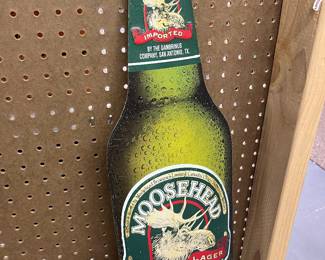 IMPORTED
BY THE GAMBRINUS
COMPANY, SAN ANTONIO, TX.
MOOSEHEAD
LAGER